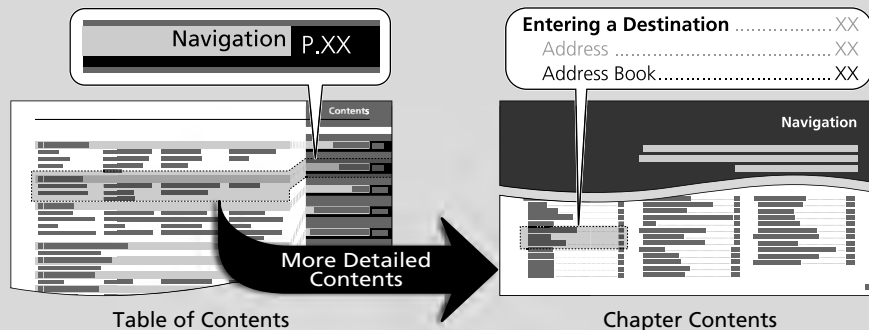 Navigation P.XX
Entering a Destination ................ XX
Address ................................ XX
Address Book................................ XX
Contents
Navigation
More Detailed
Contents
Table of Contents
Chapter Contents